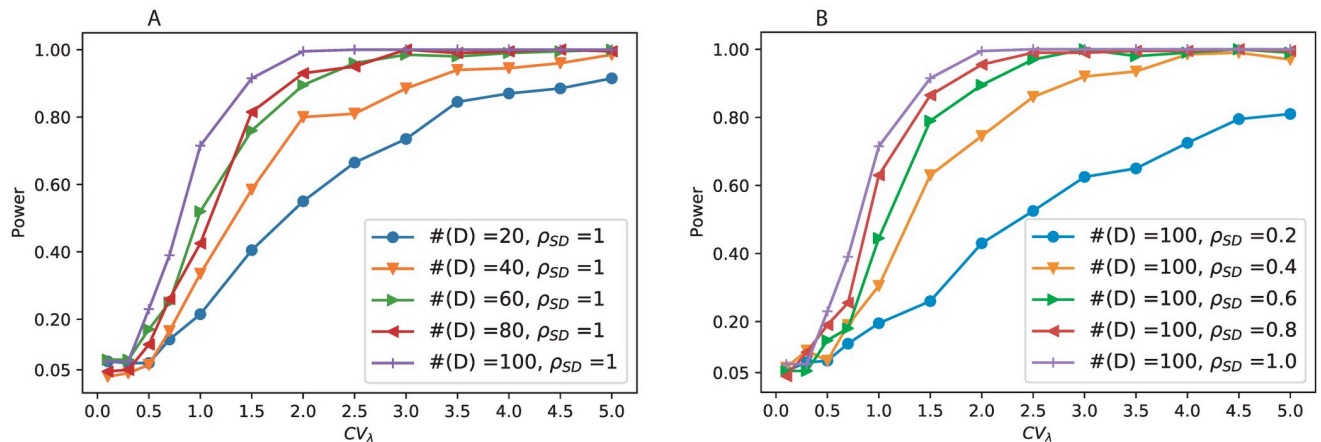 A
Power
1.00
0.80
0.60
0.40
0.20
0.05
0.0 0.5 1.0 1.5 2.0 2.5 3.0 3.5 4.0 4.5 5.0
CVλ
#(D) =20, ρSD =1
#(D) =40, ρSD =1
#(D) =60, ρSD =1
#(D) =80, ρSD =1
#(D) =100, ρSD =1
B
Power
1.00
0.80
0.60
0.40
0.20
0.05
0.0 0.5 1.0 1.5 2.0 2.5 3.0 3.5 4.0 4.5 5.0
CVλ
#(D) =100, ρSD =0.2
#(D) =100, ρSD =0.4
#(D) =100, ρSD =0.6
#(D) =100, ρSD =0.8
#(D) =100, ρSD =1.0